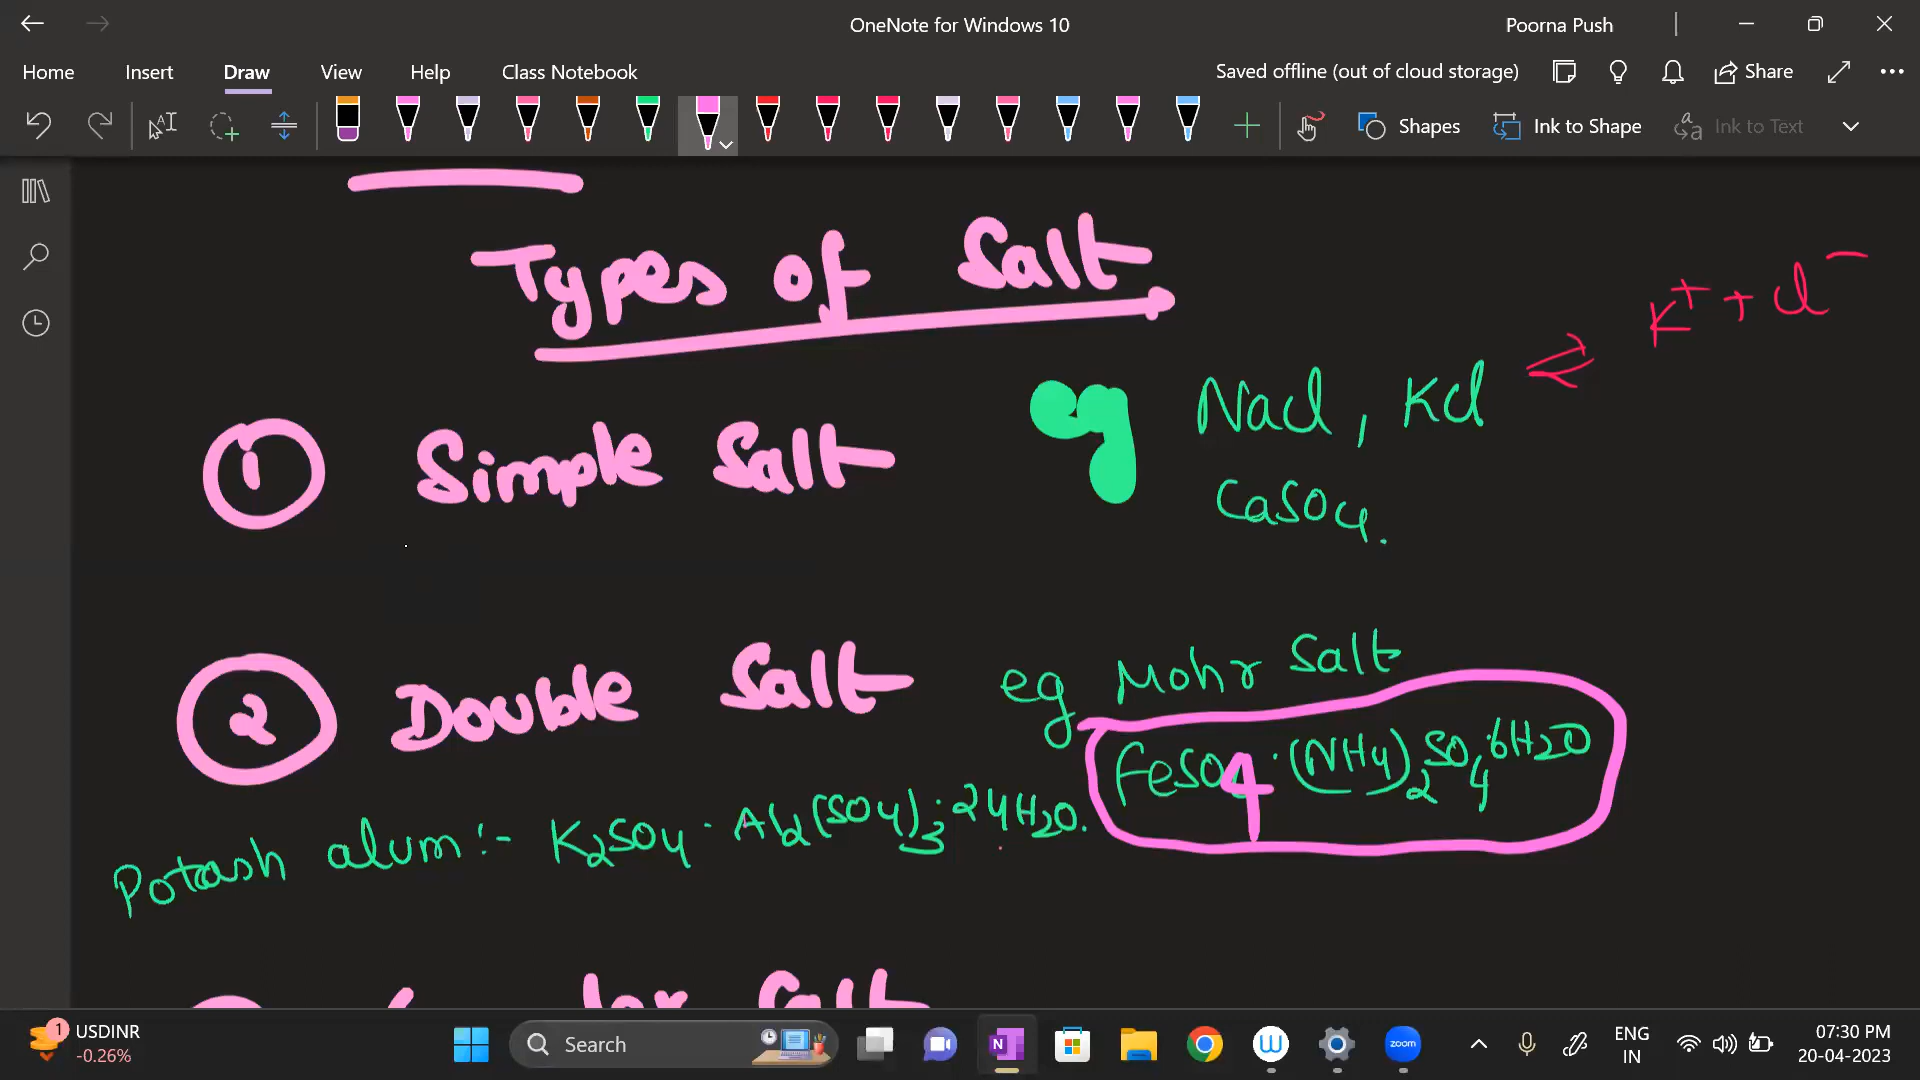 OneNote for Windows 10
Poorna Push
Home Insert Draw View Help Class Notebook
Saved offline (out of cloud storage)
Share
Shapes
Ink to Shape
Ink to Text
Types of Salt
K⁺ + Cl⁻
① Simple Salt
eg NaCl, KCl ⇌
CaSO4.
② Double Salt
eg Mohr Salt
FeSO4·(NH4)2SO4·6H2O
Potash alum:- K2SO4·Al2(SO4)3·24H2O.
Salt
1
USDINR
-0.26%
Search
zoom
ENG
IN
07:30 PM
20-04-2023